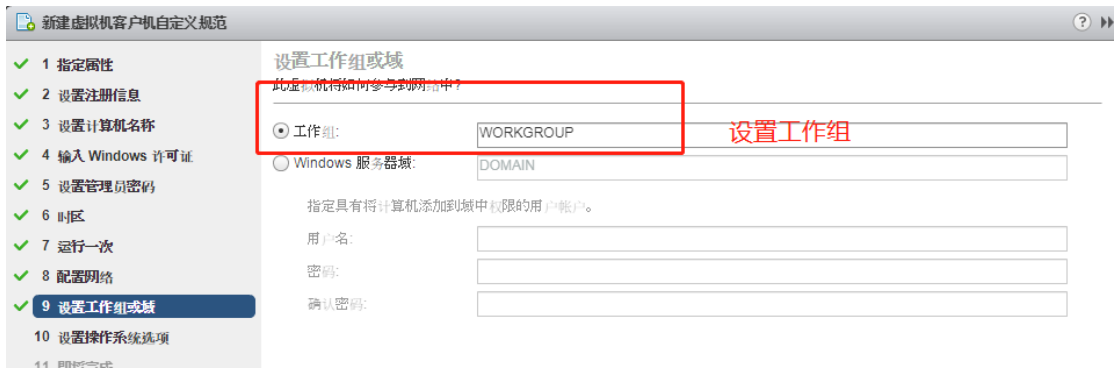 新建虚拟机客户机自定义规范
1 指定属性
2 设置注册信息
3 设置计算机名称
4 输入 Windows 许可证
5 设置管理员密码
6 时区
7 运行一次
8 配置网络
9 设置工作组或域
10 设置操作系统选项
11 即将完成
设置工作组或域
此虚拟机将如何参与到网络中?
工作组: WORKGROUP
设置工作组
Windows 服务器域: DOMAIN
指定具有将计算机添加到域中权限的用户帐户。
用户名:
密码:
确认密码: